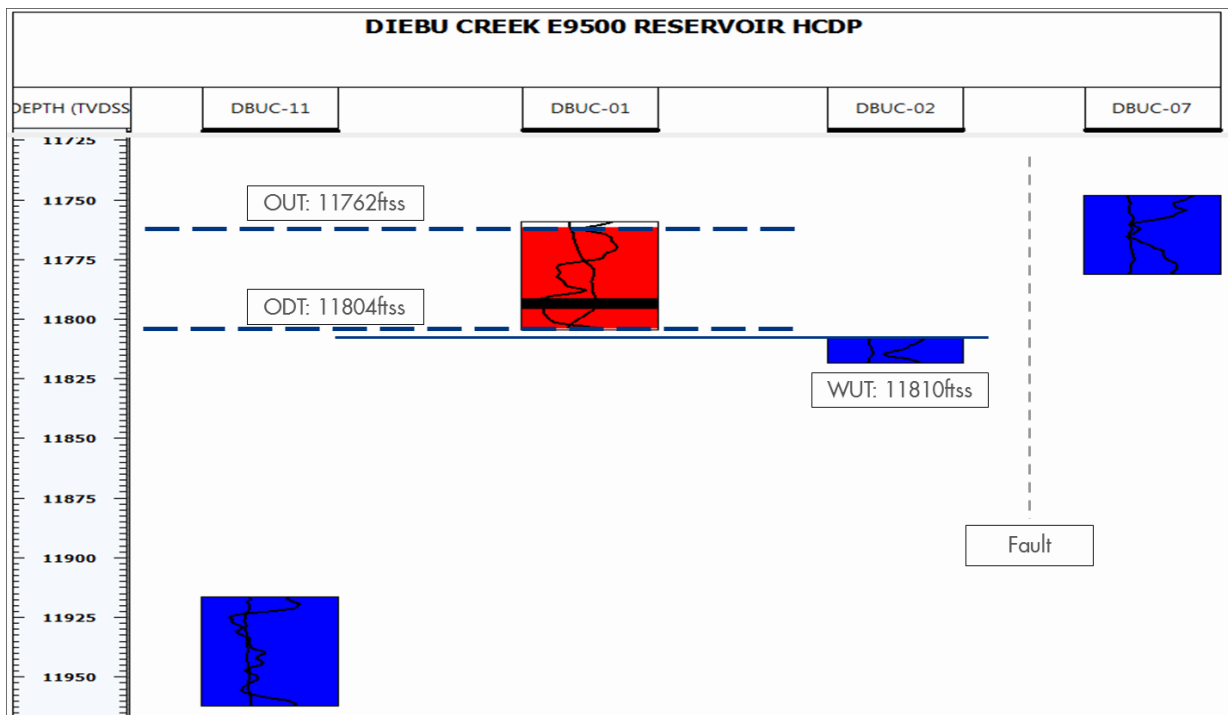 DIEBU CREEK E9500 RESERVOIR HCDP
DEPTH (TVDSS
DBUC-11
DBUC-01
DBUC-02
DBUC-07
11725
11750
OUT: 11762ftss
11775
ODT: 11804ftss
11800
11825
WUT: 11810ftss
11850
11875
11900
Fault
11925
11950